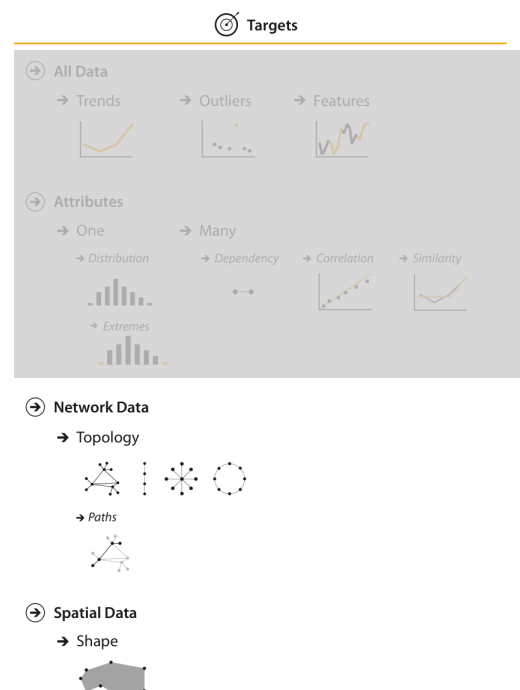 Targets
All Data
Trends Outliers Features
Attributes
One Many
Distribution Dependency Correlation Similarity
Extremes
Network Data
Topology
Paths
Spatial Data
Shape